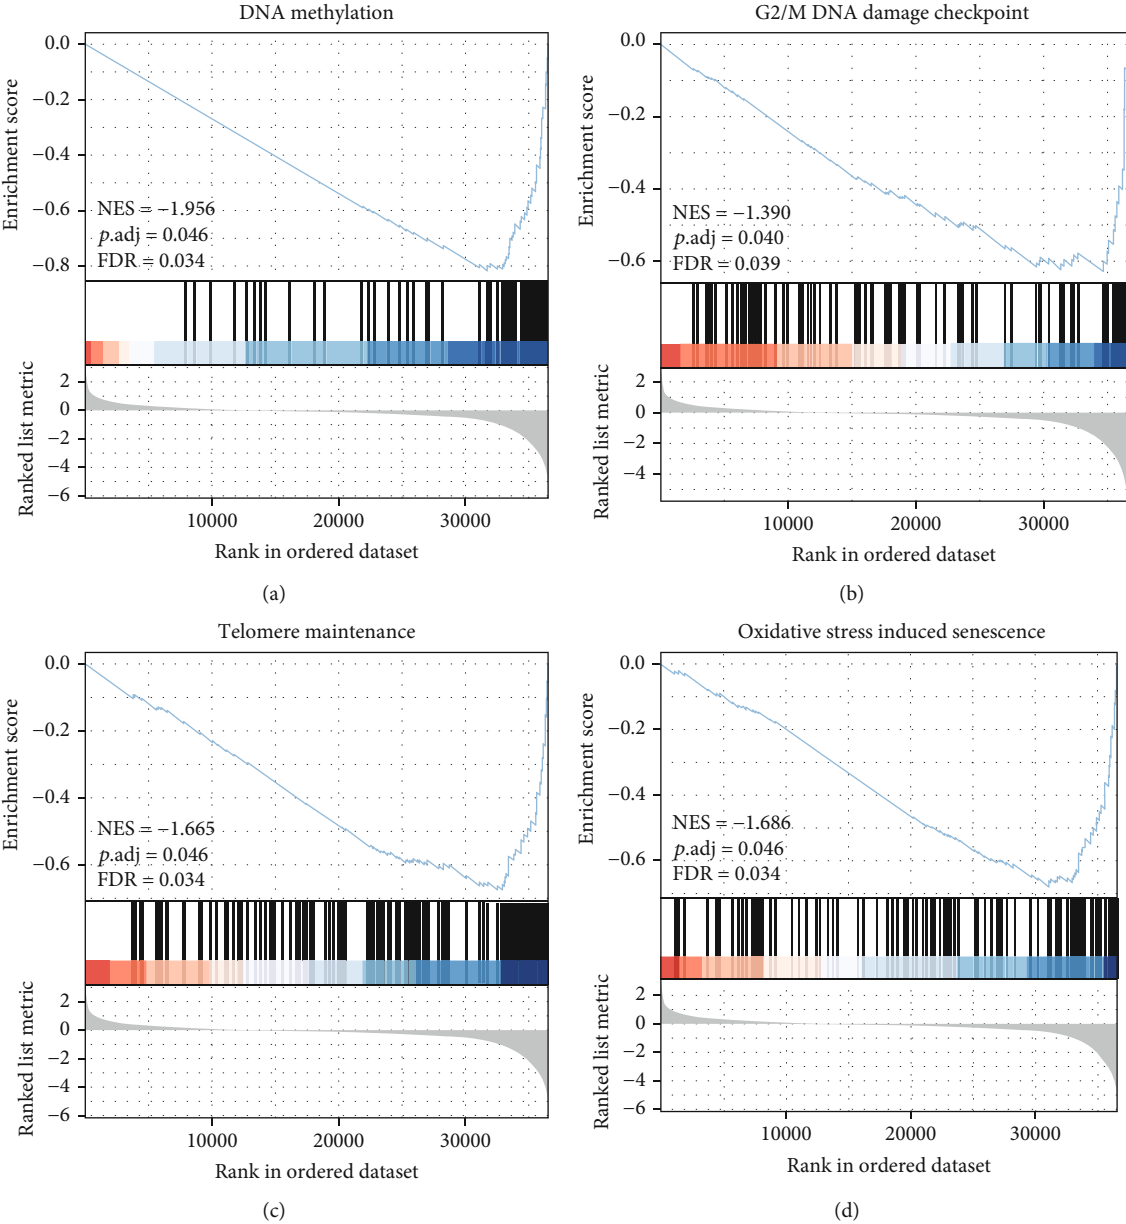 DNA methylation
0.0
−0.2
−0.4
−0.6
−0.8
Enrichment score
NES = −1.956
p.adj = 0.046
FDR = 0.034
2
0
−2
−4
−6
Ranked list metric
10000 20000 30000
Rank in ordered dataset
(a)
G2/M DNA damage checkpoint
0.0
−0.2
−0.4
−0.6
Enrichment score
NES = −1.390
p.adj = 0.040
FDR = 0.039
2
0
−2
−4
Ranked list metric
10000 20000 30000
Rank in ordered dataset
(b)
Telomere maintenance
0.0
−0.2
−0.4
−0.6
Enrichment score
NES = −1.665
p.adj = 0.046
FDR = 0.034
2
0
−2
−4
−6
Ranked list metric
10000 20000 30000
Rank in ordered dataset
(c)
Oxidative stress induced senescence
0.0
−0.2
−0.4
−0.6
Enrichment score
NES = −1.686
p.adj = 0.046
FDR = 0.034
2
0
−2
−4
−6
Ranked list metric
10000 20000 30000
Rank in ordered dataset
(d)